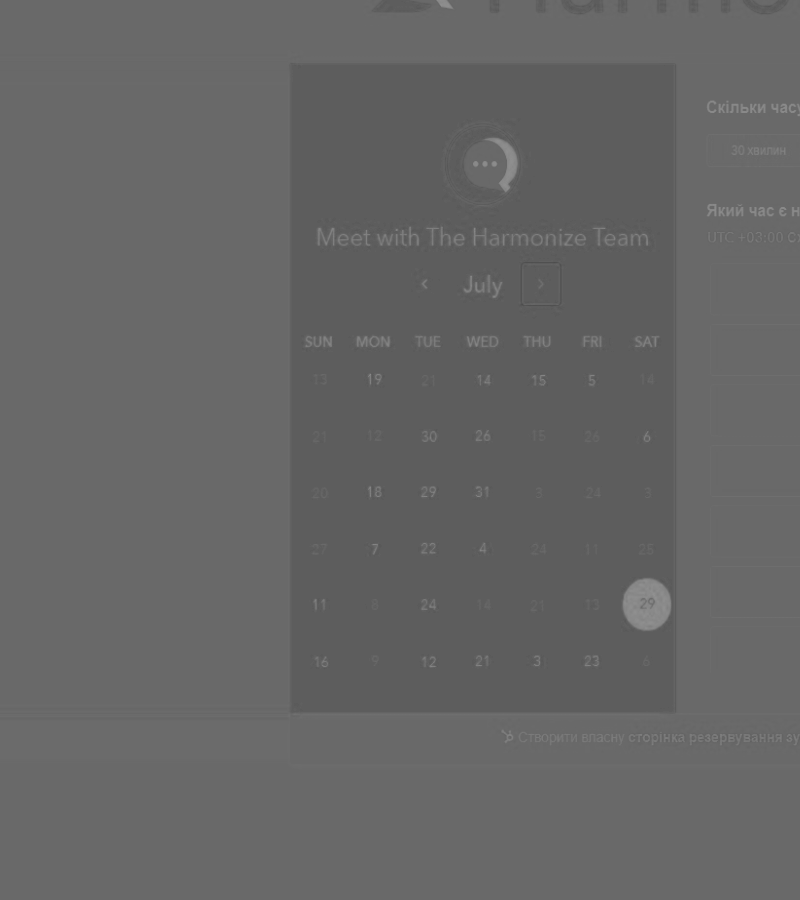 Harmo
Скільки часу
30 хвилин
Який час є н
UTC +03:00
Meet with The Harmonize Team
July
SUN MON TUE WED THU FRI SAT
13 19 21 14 15 5 14
21 12 30 26 15 26 6
20 18 29 31 3 24 3
27 7 22 4 24 11 25
11 8 24 14 21 13 29
16 9 12 21 3 23 6
Створити власну сторінка резервування зу